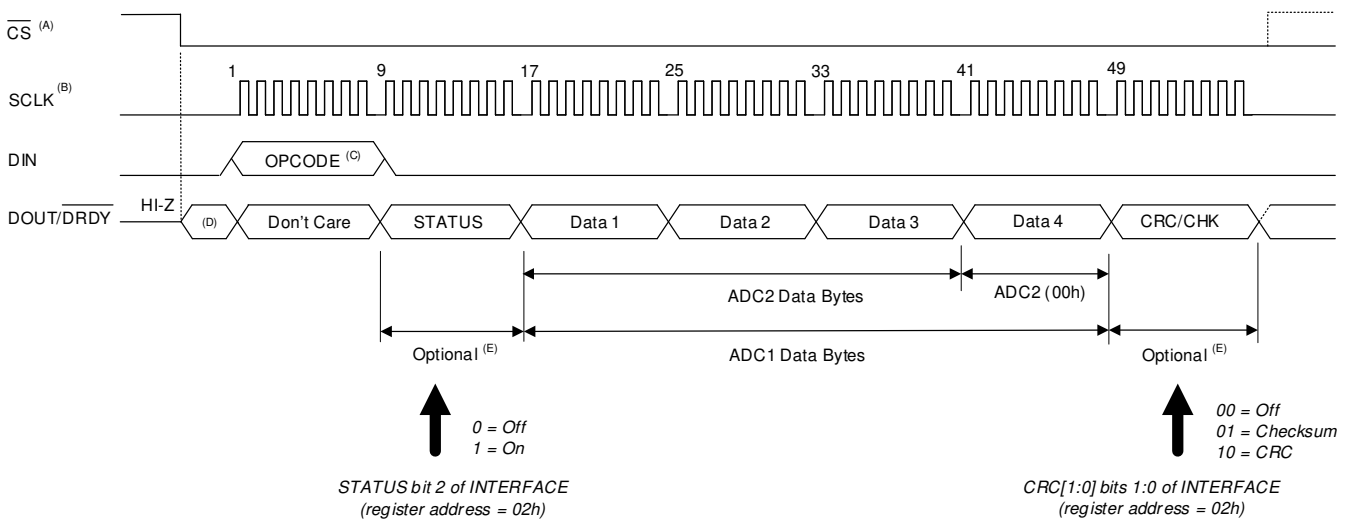 CS (A)
1 9 17 25 33 41 49
SCLK (B)
DIN OPCODE (C)
DOUT/DRDY HI-Z (D) Don't Care STATUS Data 1 Data 2 Data 3 Data 4 CRC/CHK
ADC2 Data Bytes ADC2 (00h)
Optional (E) ADC1 Data Bytes Optional (E)
0 = Off
1 = On
00 = Off
01 = Checksum
10 = CRC
STATUS bit 2 of INTERFACE
(register address = 02h)
CRC[1:0] bits 1:0 of INTERFACE
(register address = 02h)